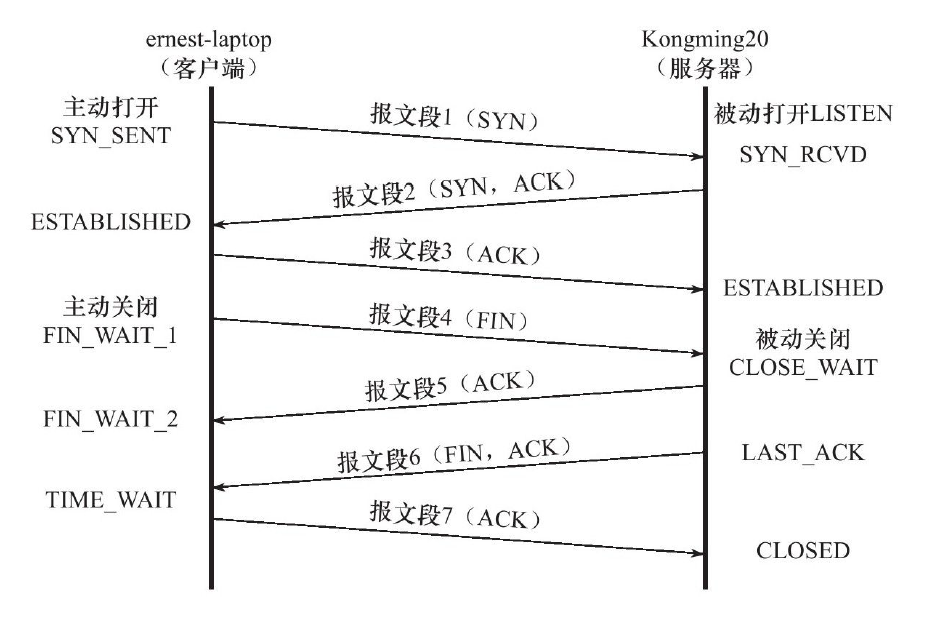 ernest-laptop
（客户端）
Kongming20
（服务器）
主动打开
SYN_SENT
报文段1（SYN）
被动打开LISTEN
SYN_RCVD
报文段2（SYN，ACK）
ESTABLISHED
报文段3（ACK）
ESTABLISHED
主动关闭
FIN_WAIT_1
报文段4（FIN）
被动关闭
CLOSE_WAIT
报文段5（ACK）
FIN_WAIT_2
报文段6（FIN，ACK）
LAST_ACK
TIME_WAIT
报文段7（ACK）
CLOSED